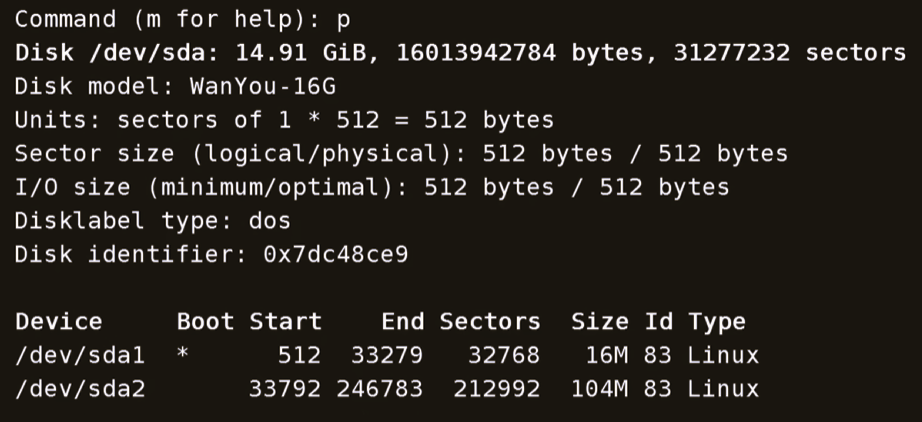 Command (m for help): p
Disk /dev/sda: 14.91 GiB, 16013942784 bytes, 31277232 sectors
Disk model: WanYou-16G
Units: sectors of 1 * 512 = 512 bytes
Sector size (logical/physical): 512 bytes / 512 bytes
I/O size (minimum/optimal): 512 bytes / 512 bytes
Disklabel type: dos
Disk identifier: 0x7dc48ce9
Device     Boot Start    End Sectors  Size Id Type
/dev/sda1  *      512  33279   32768   16M 83 Linux
/dev/sda2       33792 246783  212992  104M 83 Linux